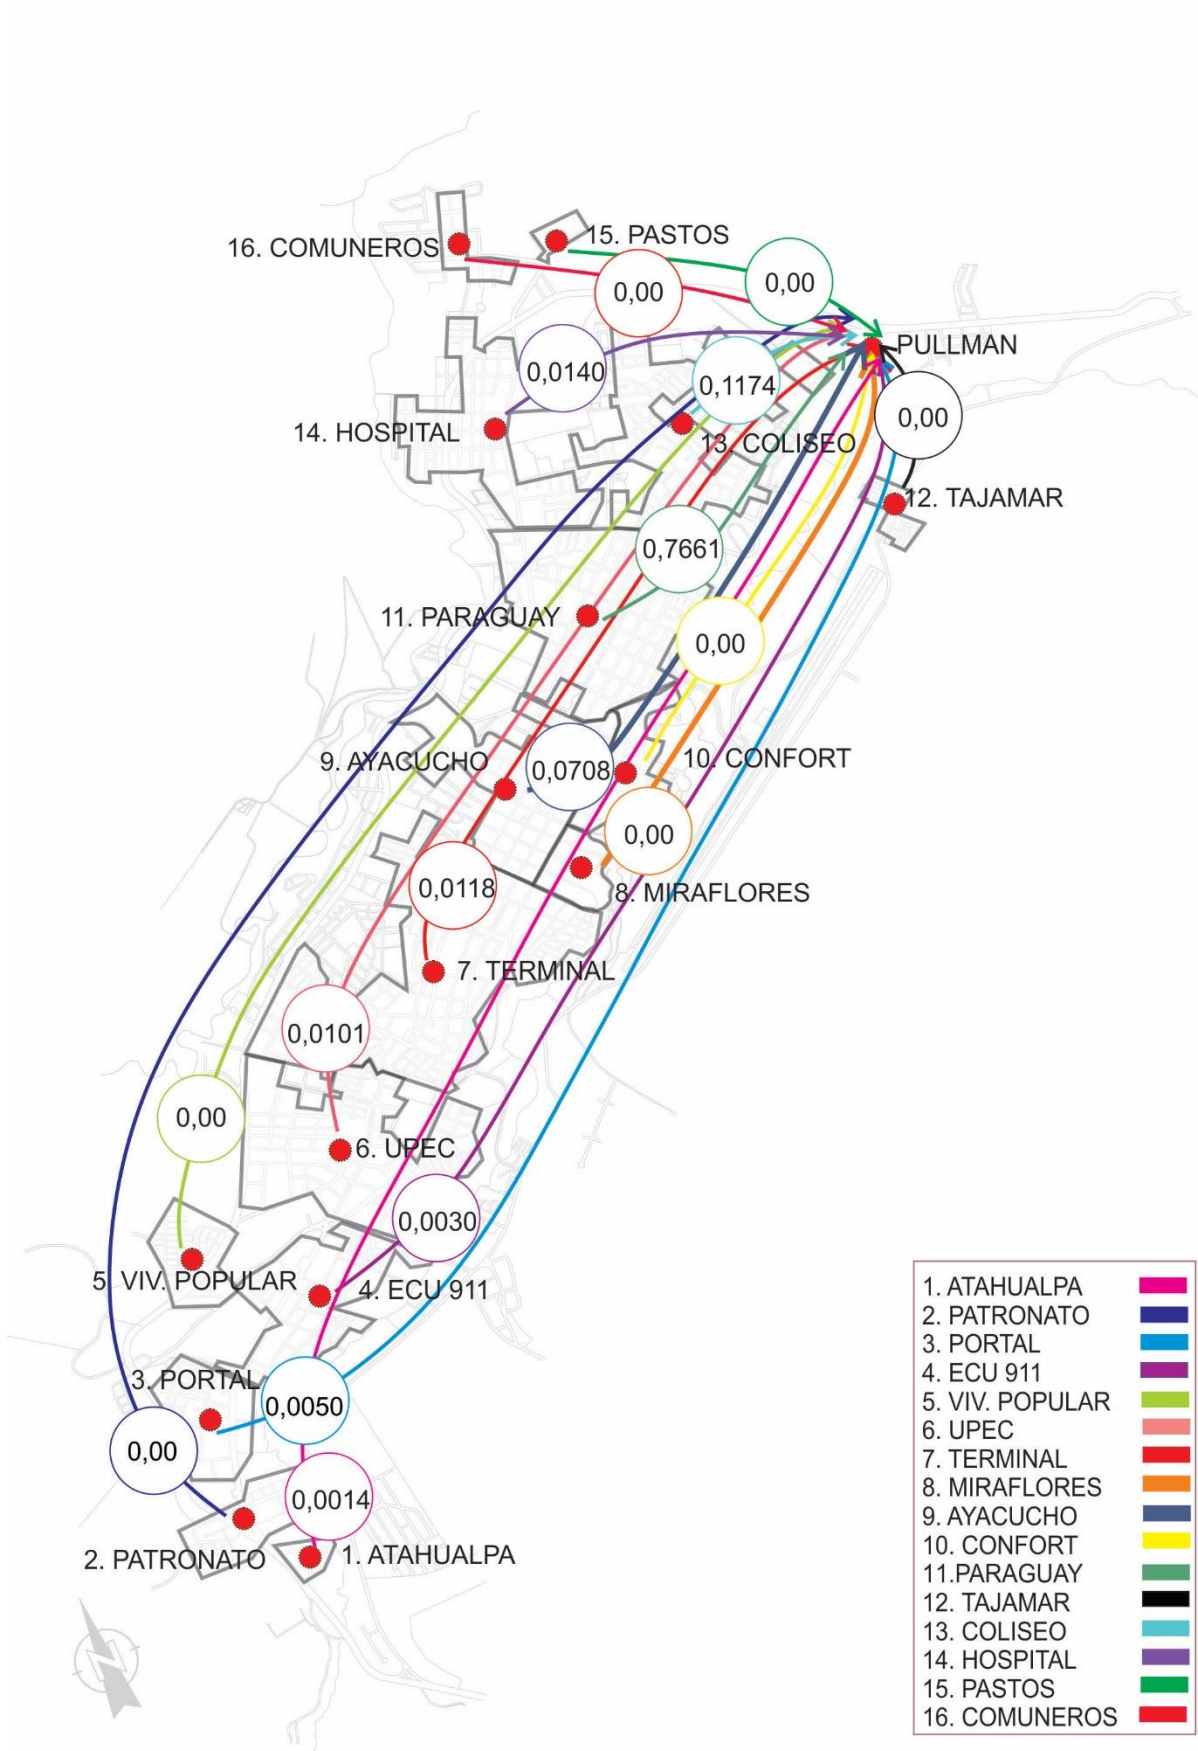 15. PASTOS
16. COMUNEROS
0,00
0,00
PULLMAN
0,0140
0,1174
0,00
14. HOSPITAL
13. COLISEO
12. TAJAMAR
0,7661
11. PARAGUAY
0,00
9. AYACUCHO
0,0708
10. CONFORT
0,00
0,0118
8. MIRAFLORES
7. TERMINAL
0,0101
0,00
6. UPEC
0,0030
5. VIV. POPULAR
4. ECU 911
3. PORTAL
0,0050
0,00
0,0014
2. PATRONATO
1. ATAHUALPA
1. ATAHUALPA
2. PATRONATO
3. PORTAL
4. ECU 911
5. VIV. POPULAR
6. UPEC
7. TERMINAL
8. MIRAFLORES
9. AYACUCHO
10. CONFORT
11.PARAGUAY
12. TAJAMAR
13. COLISEO
14. HOSPITAL
15. PASTOS
16. COMUNEROS